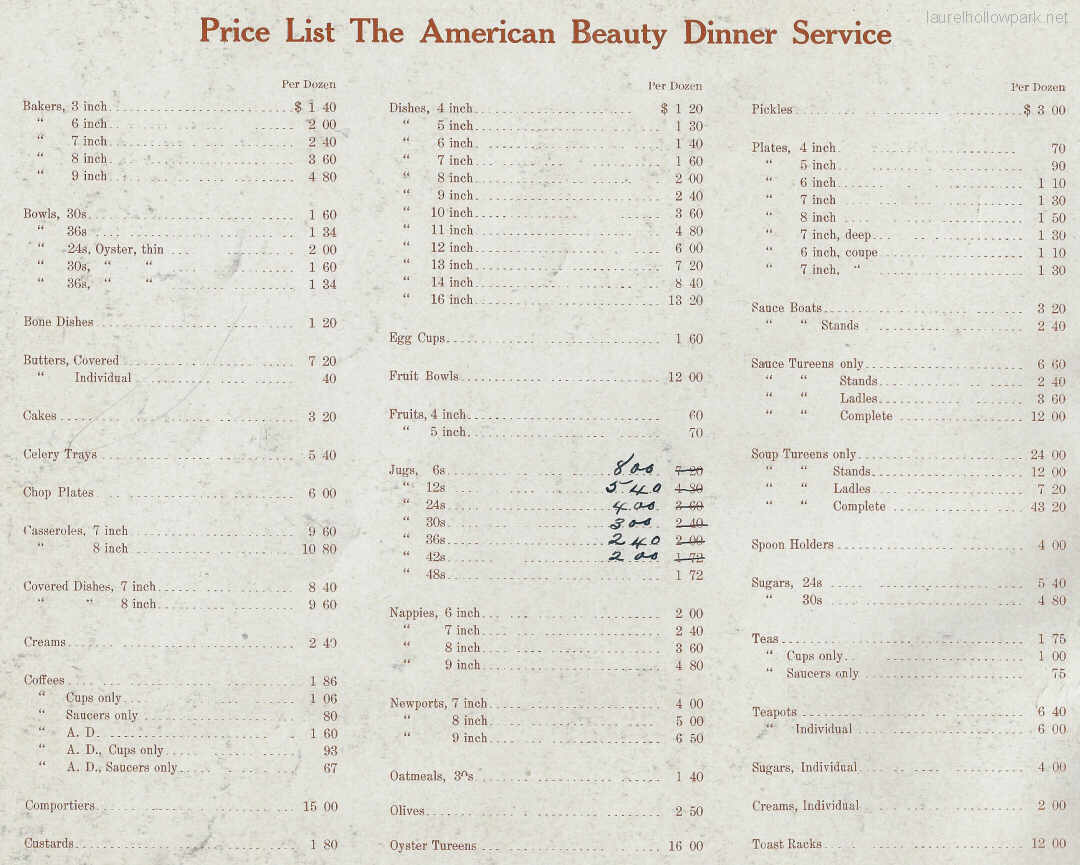 laurelhollowpark.net
Price List The American Beauty Dinner Service
Per Dozen
Bakers, 3 inch $ 1 40
“ 6 inch 2 00
“ 7 inch 2 40
“ 8 inch 3 60
“ 9 inch 4 80
Bowls, 30s 1 60
“ 36s 1 34
“ 24s, Oyster, thin 2 00
“ 30s, “ “ 1 60
“ 36s, “ “ 1 34
Bone Dishes 1 20
Butters, Covered 7 20
“ Individual 40
Cakes 3 20
Celery Trays 5 40
Chop Plates 6 00
Casseroles, 7 inch 9 60
“ 8 inch 10 80
Covered Dishes, 7 inch 8 40
“ “ 8 inch 9 60
Creams 2 40
Coffees 1 86
“ Cups only 1 06
“ Saucers only 80
“ A. D. 1 60
“ A. D., Cups only 93
“ A. D., Saucers only 67
Comportiers 15 00
Custards 1 80
Per Dozen
Dishes, 4 inch $ 1 20
“ 5 inch 1 30
“ 6 inch 1 40
“ 7 inch 1 60
“ 8 inch 2 00
“ 9 inch 2 40
“ 10 inch 3 60
“ 11 inch 4 80
“ 12 inch 6 00
“ 13 inch 7 20
“ 14 inch 8 40
“ 16 inch 13 20
Egg Cups 1 60
Fruit Bowls 12 00
Fruits, 4 inch 60
“ 5 inch 70
Jugs, 6s 8 00 7 20
“ 12s 5 40 4 80
“ 24s 4 00 3 60
“ 30s 3 00 2 40
“ 36s 2 40 2 00
“ 42s 2 00 1 72
“ 48s 1 72
Nappies, 6 inch 2 00
“ 7 inch 2 40
“ 8 inch 3 60
“ 9 inch 4 80
Newports, 7 inch 4 00
“ 8 inch 5 00
“ 9 inch 6 50
Oatmeals, 30s 1 40
Olives 2 50
Oyster Tureens 16 00
Per Dozen
Pickles $ 3 00
Plates, 4 inch 70
“ 5 inch 90
“ 6 inch 1 10
“ 7 inch 1 30
“ 8 inch 1 50
“ 7 inch, deep 1 30
“ 6 inch, coupe 1 10
“ 7 inch, “ 1 30
Sauce Boats 3 20
“ “ Stands 2 40
Sauce Tureens only 6 60
“ “ Stands 2 40
“ “ Ladles 3 60
“ “ Complete 12 00
Soup Tureens only 24 00
“ “ Stands 12 00
“ “ Ladles 7 20
“ “ Complete 43 20
Spoon Holders 4 00
Sugars, 24s 5 40
“ 30s 4 80
Teas 1 75
“ Cups only 1 00
“ Saucers only 75
Teapots 6 40
“ Individual 6 00
Sugars, Individual 4 00
Creams, Individual 2 00
Toast Racks 12 00